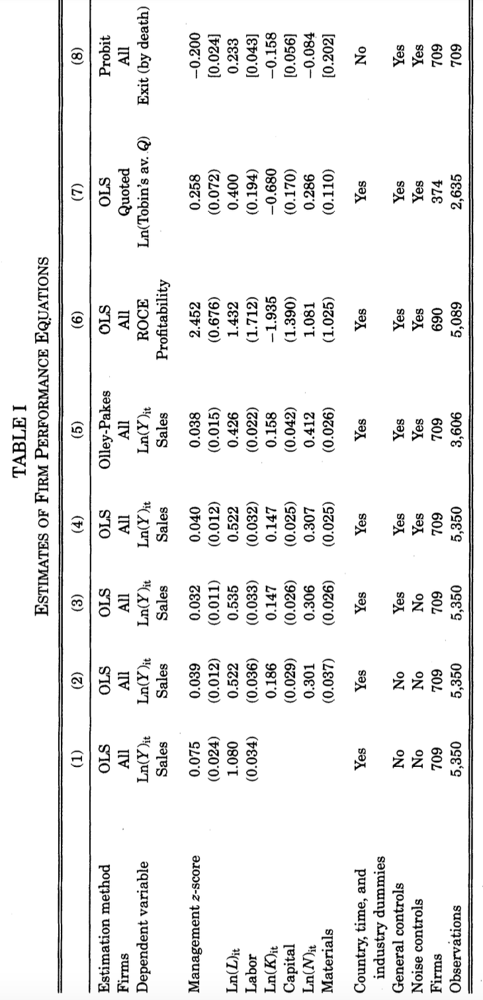 TABLE I
ESTIMATES OF FIRM PERFORMANCE EQUATIONS
(1) (2) (3) (4) (5) (6) (7) (8)
Estimation method OLS OLS OLS OLS Olley-Pakes OLS OLS Probit
Firms All All All All All All Quoted All
Dependent variable Ln(Y)it Ln(Y)it Ln(Y)it Ln(Y)it Ln(Y)it ROCE Ln(Tobin's av. Q) Exit (by death)
Sales Sales Sales Sales Sales Profitability
Management z-score 0.075 0.039 0.032 0.040 0.038 2.452 0.258 −0.200
(0.024) (0.012) (0.011) (0.012) (0.015) (0.676) (0.072) [0.024]
Ln(L)it 1.080 0.522 0.535 0.522 0.426 1.432 0.400 0.233
Labor (0.034) (0.036) (0.033) (0.032) (0.022) (1.712) (0.194) [0.043]
Ln(K)it 0.186 0.147 0.147 0.158 −1.935 −0.680 −0.158
Capital (0.029) (0.026) (0.025) (0.042) (1.390) (0.170) [0.056]
Ln(N)it 0.301 0.306 0.307 0.412 1.081 0.286 −0.084
Materials (0.037) (0.026) (0.025) (0.026) (1.025) (0.110) [0.202]
Country, time, and Yes Yes Yes Yes Yes Yes Yes No
industry dummies
General controls No No Yes Yes Yes Yes Yes Yes
Noise controls No No No Yes Yes Yes Yes Yes
Firms 709 709 709 709 709 690 374 709
Observations 5,350 5,350 5,350 5,350 3,606 5,089 2,635 709